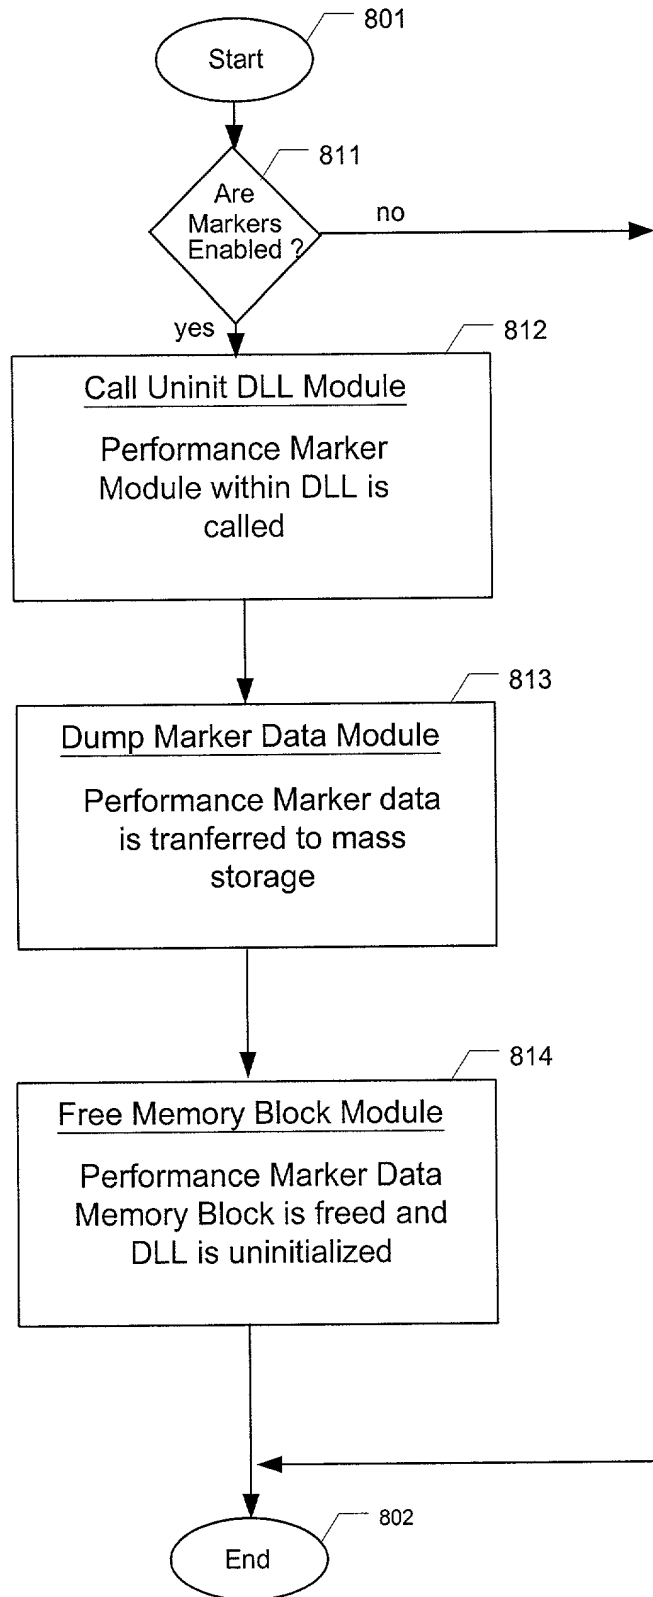 801
Start
811
Are
Markers
Enabled ?
no
yes
812
Call Uninit DLL Module
Performance Marker
Module within DLL is
called
813
Dump Marker Data Module
Performance Marker data
is tranferred to mass
storage
814
Free Memory Block Module
Performance Marker Data
Memory Block is freed and
DLL is uninitialized
802
End